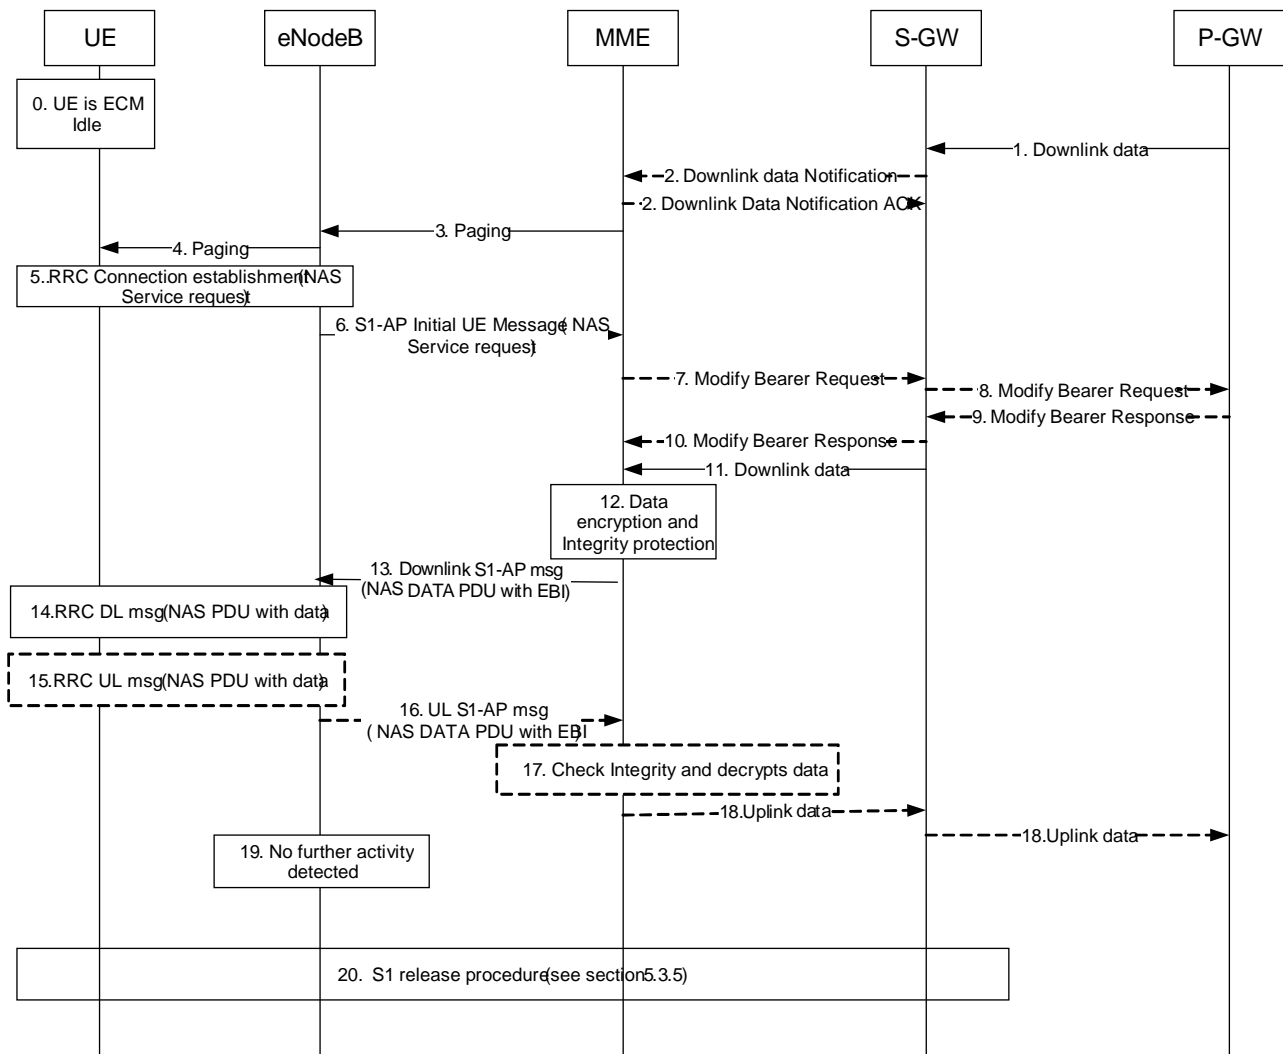 UE
eNodeB
MME
S-GW
P-GW
0. UE is ECM
Idle
1. Downlink data
2. Downlink data Notification
2. Downlink Data Notification ACK
3. Paging
4. Paging
5..RRC Connection establishment(NAS
Service request)
6. S1-AP Initial UE Message( NAS
Service request)
7. Modify Bearer Request
8. Modify Bearer Request
9. Modify Bearer Response
10. Modify Bearer Response
11. Downlink data
12. Data
encryption and
Integrity protection
13. Downlink S1-AP msg
(NAS DATA PDU with EBI)
14.RRC DL msg(NAS PDU with data)
15.RRC UL msg(NAS PDU with data)
16. UL S1-AP msg
( NAS DATA PDU with EBI)
17. Check Integrity and decrypts data
18.Uplink data
18.Uplink data
19. No further activity
detected
20. S1 release procedure(see section5.3.5)